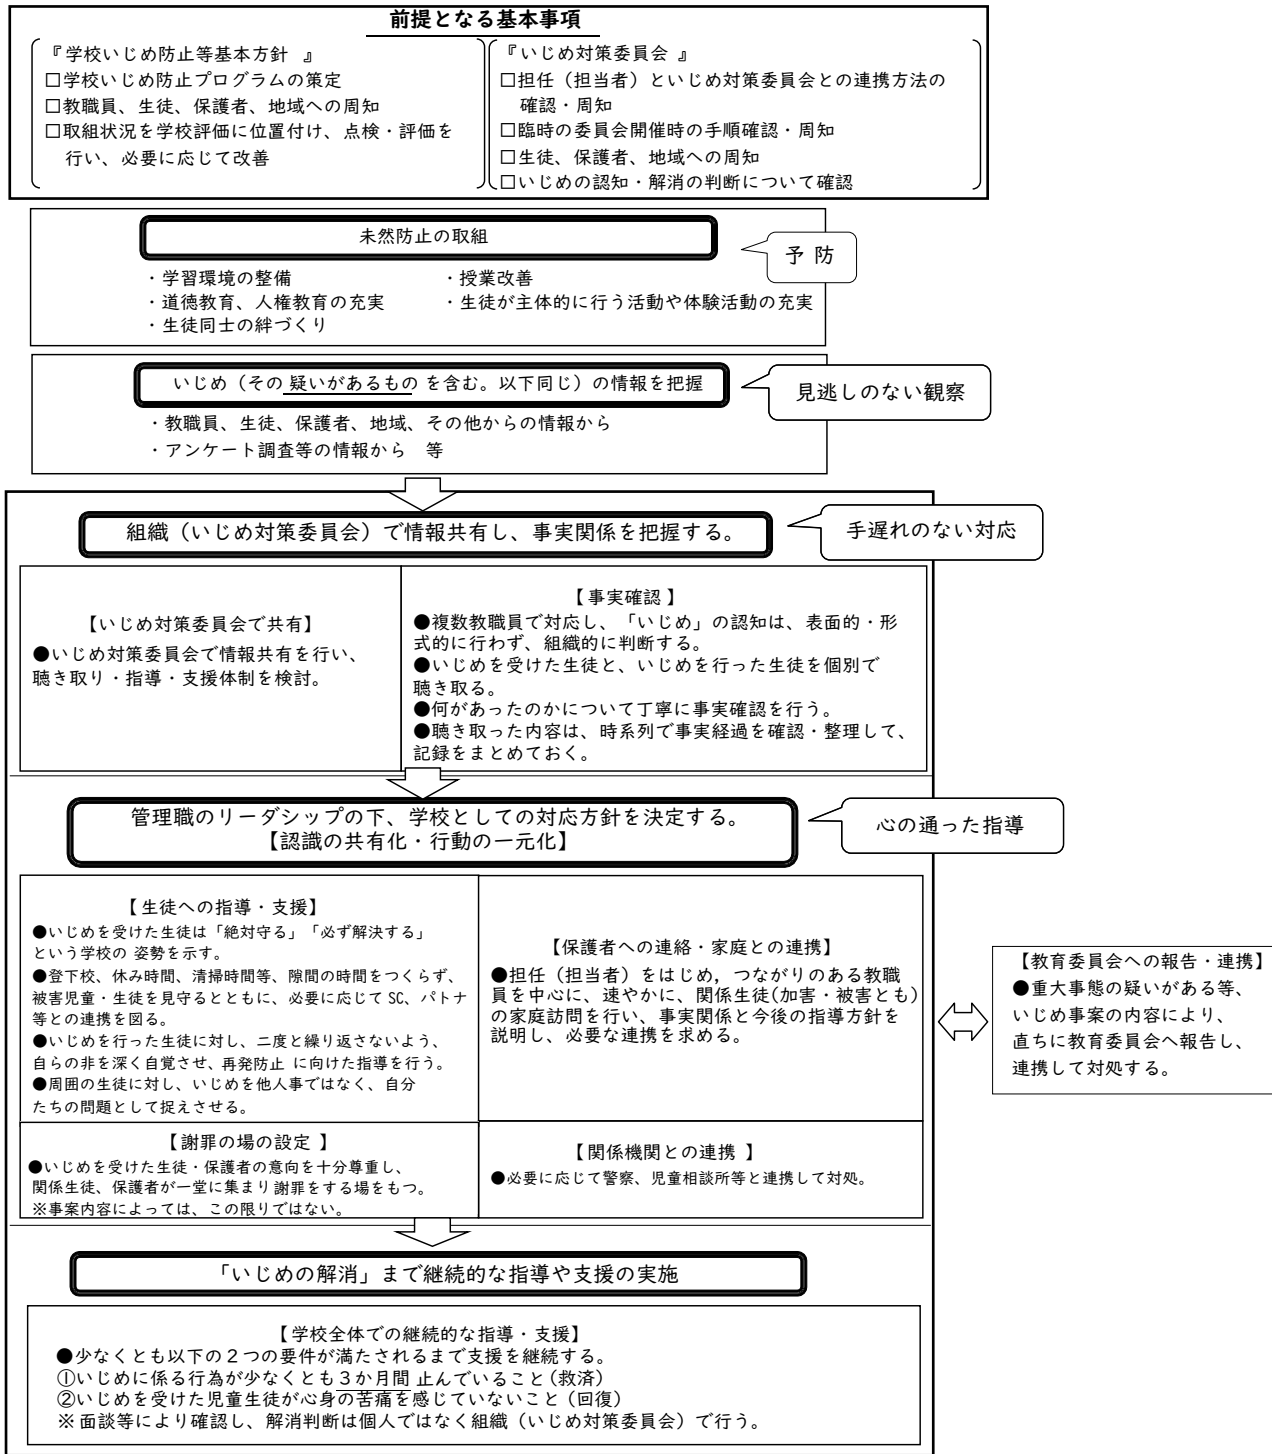 前提となる基本事項
『学校いじめ防止等基本方針 』
□学校いじめ防止プログラムの策定
□教職員、生徒、保護者、地域への周知
□取組状況を学校評価に位置付け、点検・評価を
行い、必要に応じて改善
『いじめ対策委員会 』
□担任（担当者）といじめ対策委員会との連携方法の
確認・周知
□臨時の委員会開催時の手順確認・周知
□生徒、保護者、地域への周知
□いじめの認知・解消の判断について確認
未然防止の取組
予 防
・学習環境の整備
・授業改善
・道徳教育、人権教育の充実
・生徒が主体的に行う活動や体験活動の充実
・生徒同士の絆づくり
いじめ（その 疑いがあるもの を含む。以下同じ）の情報を把握
見逃しのない観察
・教職員、生徒、保護者、地域、その他からの情報から
・アンケート調査等の情報から 等
組織（いじめ対策委員会）で情報共有し、事実関係を把握する。
手遅れのない対応
【いじめ対策委員会で共有】
●いじめ対策委員会で情報共有を行い、
聴き取り・指導・支援体制を検討。
【事実確認 】
●複数教職員で対応し、「いじめ」の認知は、表面的・形
式的に行わず、組織的に判断する。
●いじめを受けた生徒と、いじめを行った生徒を個別で
聴き取る。
●何があったのかについて丁寧に事実確認を行う。
●聴き取った内容は、時系列で事実経過を確認・整理して、
記録をまとめておく。
管理職のリーダシップの下、学校としての対応方針を決定する。
【認識の共有化・行動の一元化】
心の通った指導
【生徒への指導・支援】
●いじめを受けた生徒は「絶対守る」「必ず解決する」
という学校の 姿勢を示す。
●登下校、休み時間、清掃時間等、隙間の時間をつくらず、
被害児童・生徒を見守るとともに、必要に応じて SC、パトナ
等との連携を図る。
●いじめを行った生徒に対し、二度と繰り返さないよう、
自らの非を深く自覚させ、再発防止 に向けた指導を行う。
●周囲の生徒に対し、いじめを他人事ではなく、自分
たちの問題として捉えさせる。
【保護者への連絡・家庭との連携】
●担任（担当者）をはじめ，つながりのある教職
員を中心に、速やかに、関係生徒(加害・被害とも)
の家庭訪問を行い、事実関係と今後の指導方針を
説明し、必要な連携を求める。
【教育委員会への報告・連携】
●重大事態の疑いがある等、
いじめ事案の内容により、
直ちに教育委員会へ報告し、
連携して対処する。
【謝罪の場の設定 】
●いじめを受けた生徒・保護者の意向を十分尊重し、
関係生徒、保護者が一堂に集まり謝罪をする場をもつ。
※事案内容によっては、この限りではない。
【関係機関との連携 】
●必要に応じて警察、児童相談所等と連携して対処。
「いじめの解消」まで継続的な指導や支援の実施
【学校全体での継続的な指導・支援】
●少なくとも以下の２つの要件が満たされるまで支援を継続する。
①いじめに係る行為が少なくとも３か月間 止んでいること（救済）
②いじめを受けた児童生徒が心身の苦痛を感じていないこと（回復）
※ 面談等により確認し、解消判断は個人ではなく組織（いじめ対策委員会）で行う。